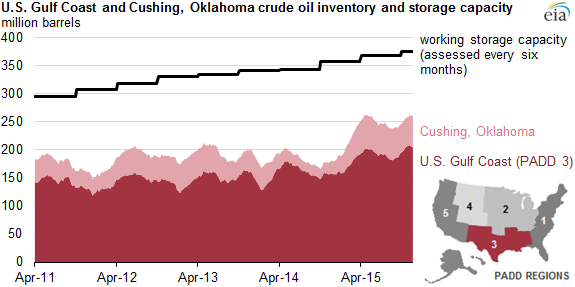 U.S. Gulf Coast and Cushing, Oklahoma crude oil inventory and storage capacity
million barrels
eia
400
350
300
250
200
150
100
50
0
Apr-11
Apr-12
Apr-13
Apr-14
Apr-15
working storage capacity
(assessed every six
months)
Cushing, Oklahoma
U.S. Gulf Coast (PADD 3)
5
4
2
1
3
PADD REGIONS